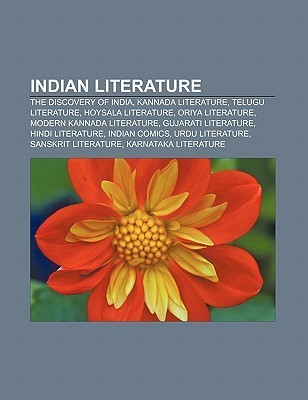 INDIAN LITERATURE
THE DISCOVERY OF INDIA, KANNADA LITERATURE, TELUGU
LITERATURE, HOYSALA LITERATURE, ORIYA LITERATURE,
MODERN KANNADA LITERATURE, GUJARATI LITERATURE,
HINDI LITERATURE, INDIAN COMICS, URDU LITERATURE,
SANSKRIT LITERATURE, KARNATAKA LITERATURE